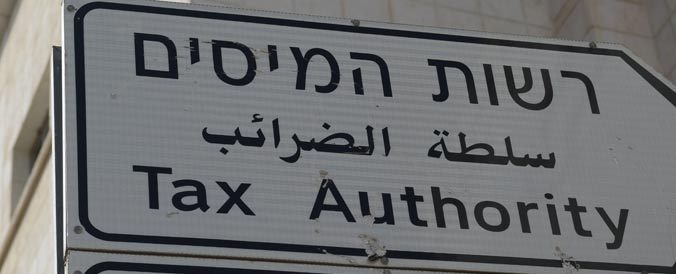 רשות המיסים
سلطة الضرائب
Tax Authority